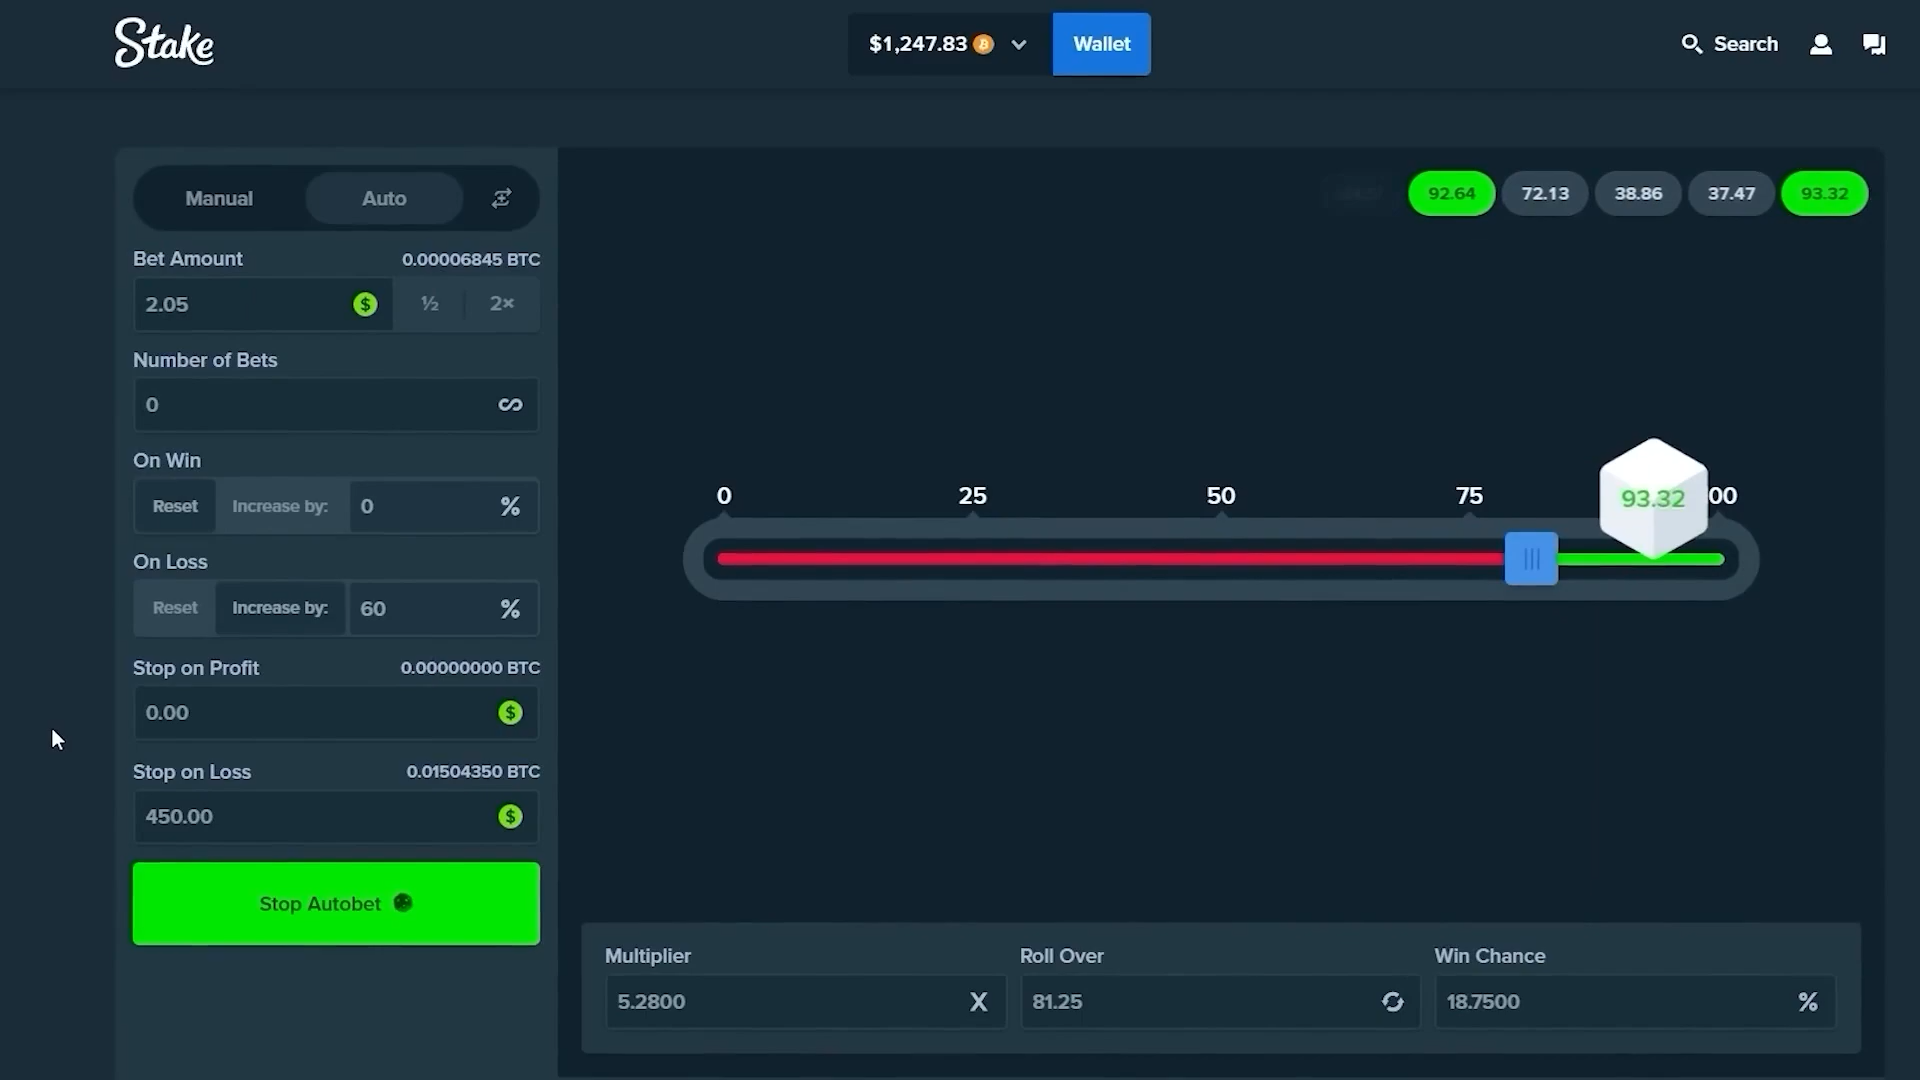 Stake
$1,247.83
Wallet
Search
Manual
Auto
92.64
72.13
38.86
37.47
93.32
Bet Amount
0.00006845 BTC
2.05
$
½
2×
Number of Bets
0
∞
On Win
Reset
Increase by:
0
%
On Loss
Reset
Increase by:
60
%
Stop on Profit
0.00000000 BTC
0.00
$
Stop on Loss
0.01504350 BTC
450.00
$
Stop Autobet
0
25
50
75
00
93.32
Multiplier
5.2800
X
Roll Over
81.25
Win Chance
18.7500
%